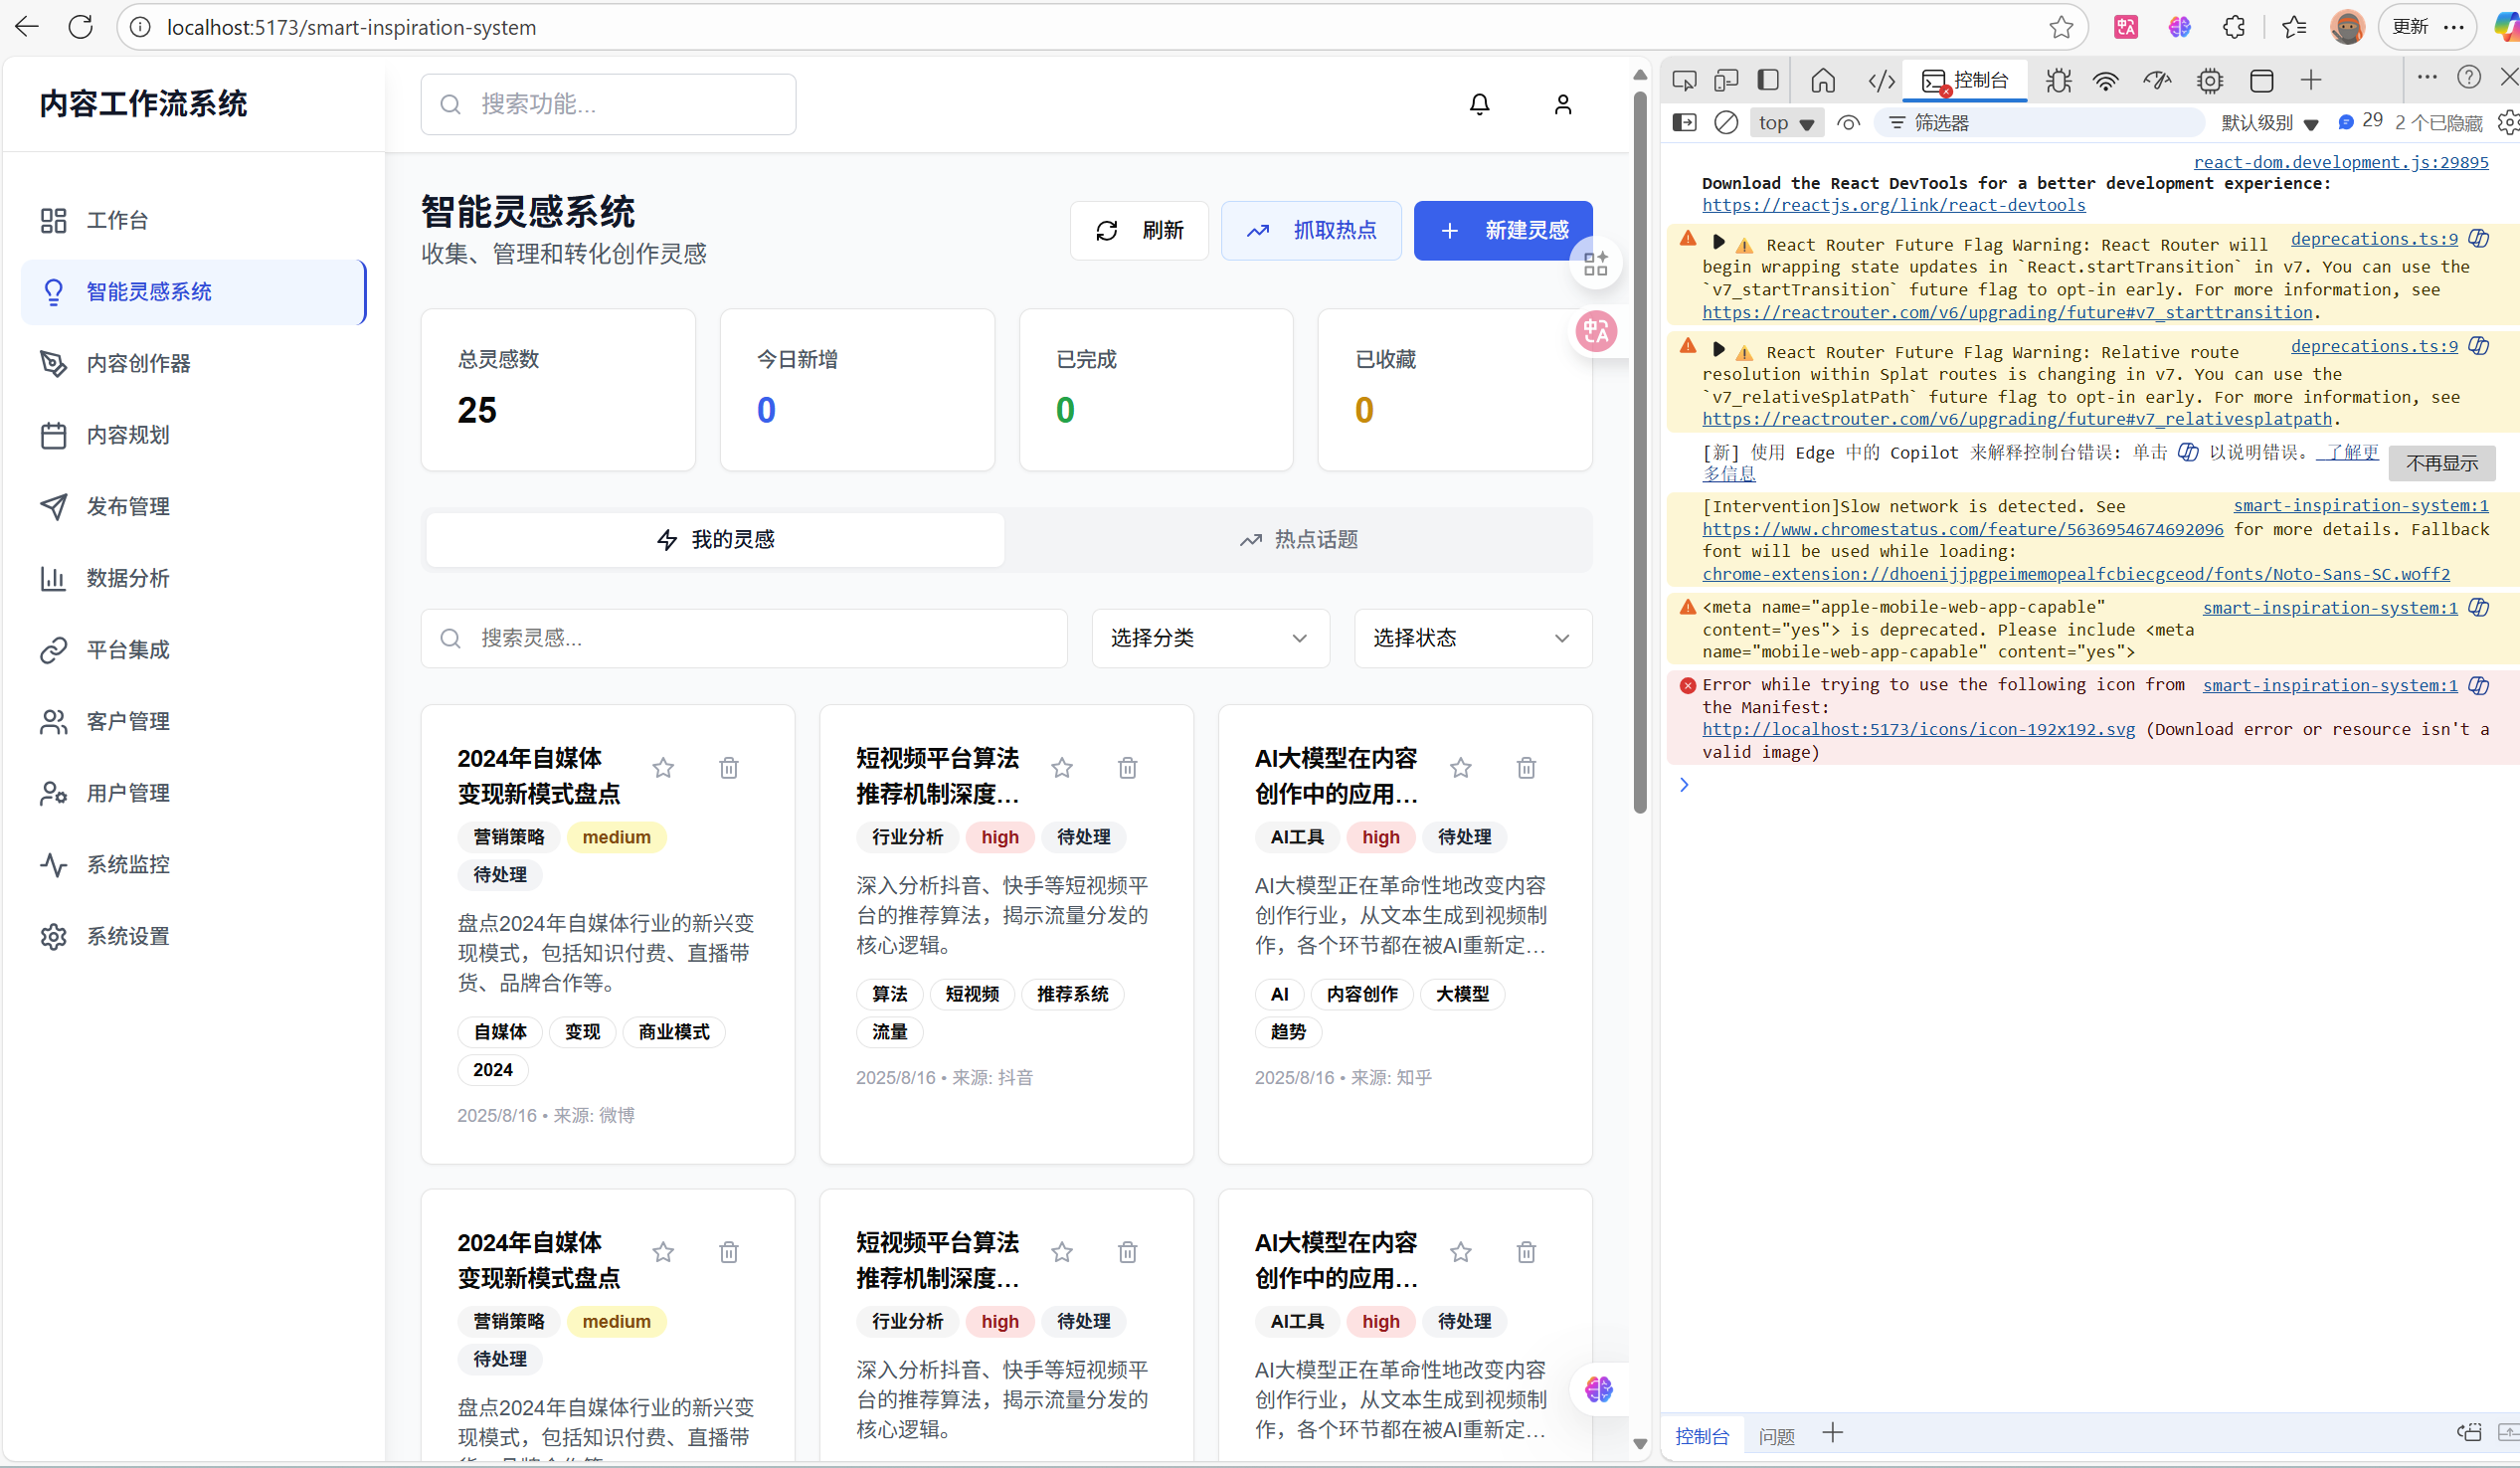 localhost:5173/smart-inspiration-system
更新
内容工作流系统
工作台
智能灵感系统
内容创作器
内容规划
发布管理
数据分析
平台集成
客户管理
用户管理
系统监控
系统设置
搜索功能...
智能灵感系统
收集、管理和转化创作灵感
刷新
抓取热点
新建灵感
总灵感数
25
今日新增
0
已完成
0
已收藏
0
我的灵感
热点话题
搜索灵感...
选择分类
选择状态
2024年自媒体
变现新模式盘点
营销策略 medium
待处理
盘点2024年自媒体行业的新兴变
现模式，包括知识付费、直播带
货、品牌合作等。
自媒体 变现 商业模式
2024
2025/8/16 • 来源: 微博
短视频平台算法
推荐机制深度...
行业分析 high 待处理
深入分析抖音、快手等短视频平
台的推荐算法，揭示流量分发的
核心逻辑。
算法 短视频 推荐系统
流量
2025/8/16 • 来源: 抖音
AI大模型在内容
创作中的应用...
AI工具 high 待处理
AI大模型正在革命性地改变内容
创作行业，从文本生成到视频制
作，各个环节都在被AI重新定...
AI 内容创作 大模型
趋势
2025/8/16 • 来源: 知乎
2024年自媒体
变现新模式盘点
营销策略 medium
待处理
盘点2024年自媒体行业的新兴变
现模式，包括知识付费、直播带
货、品牌合作等。
短视频平台算法
推荐机制深度...
行业分析 high 待处理
深入分析抖音、快手等短视频平
台的推荐算法，揭示流量分发的
核心逻辑。
AI大模型在内容
创作中的应用...
AI工具 high 待处理
AI大模型正在革命性地改变内容
创作行业，从文本生成到视频制
作，各个环节都在被AI重新定...
控制台
top
筛选器
默认级别
29
2 个已隐藏
react-dom.development.js:29895
Download the React DevTools for a better development experience:
https://reactjs.org/link/react-devtools
React Router Future Flag Warning: React Router will deprecations.ts:9
begin wrapping state updates in `React.startTransition` in v7. You can use the
`v7_startTransition` future flag to opt-in early. For more information, see
https://reactrouter.com/v6/upgrading/future#v7_starttransition.
React Router Future Flag Warning: Relative route deprecations.ts:9
resolution within Splat routes is changing in v7. You can use the
`v7_relativeSplatPath` future flag to opt-in early. For more information, see
https://reactrouter.com/v6/upgrading/future#v7_relativesplatpath.
[新] 使用 Edge 中的 Copilot 来解释控制台错误: 单击 以说明错误。 了解更
多信息
不再显示
[Intervention]Slow network is detected. See smart-inspiration-system:1
https://www.chromestatus.com/feature/5636954674692096 for more details. Fallback
font will be used while loading:
chrome-extension://dhoenijjpgpeimemopealfcbiecgceod/fonts/Noto-Sans-SC.woff2
<meta name="apple-mobile-web-app-capable" smart-inspiration-system:1
content="yes"> is deprecated. Please include <meta
name="mobile-web-app-capable" content="yes">
Error while trying to use the following icon from smart-inspiration-system:1
the Manifest:
http://localhost:5173/icons/icon-192x192.svg (Download error or resource isn't a
valid image)
控制台
问题